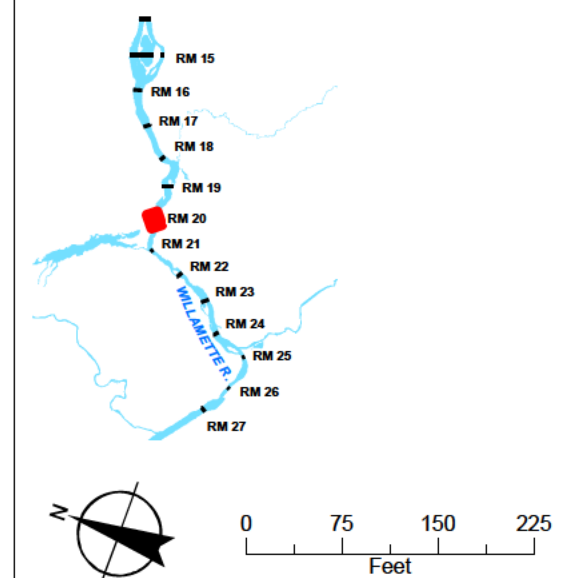 RM 15
RM 16
RM 17
RM 18
RM 19
RM 20
RM 21
RM 22
RM 23
WILLAMETTE R.
RM 24
RM 25
RM 26
RM 27
N
0 75 150 225
Feet